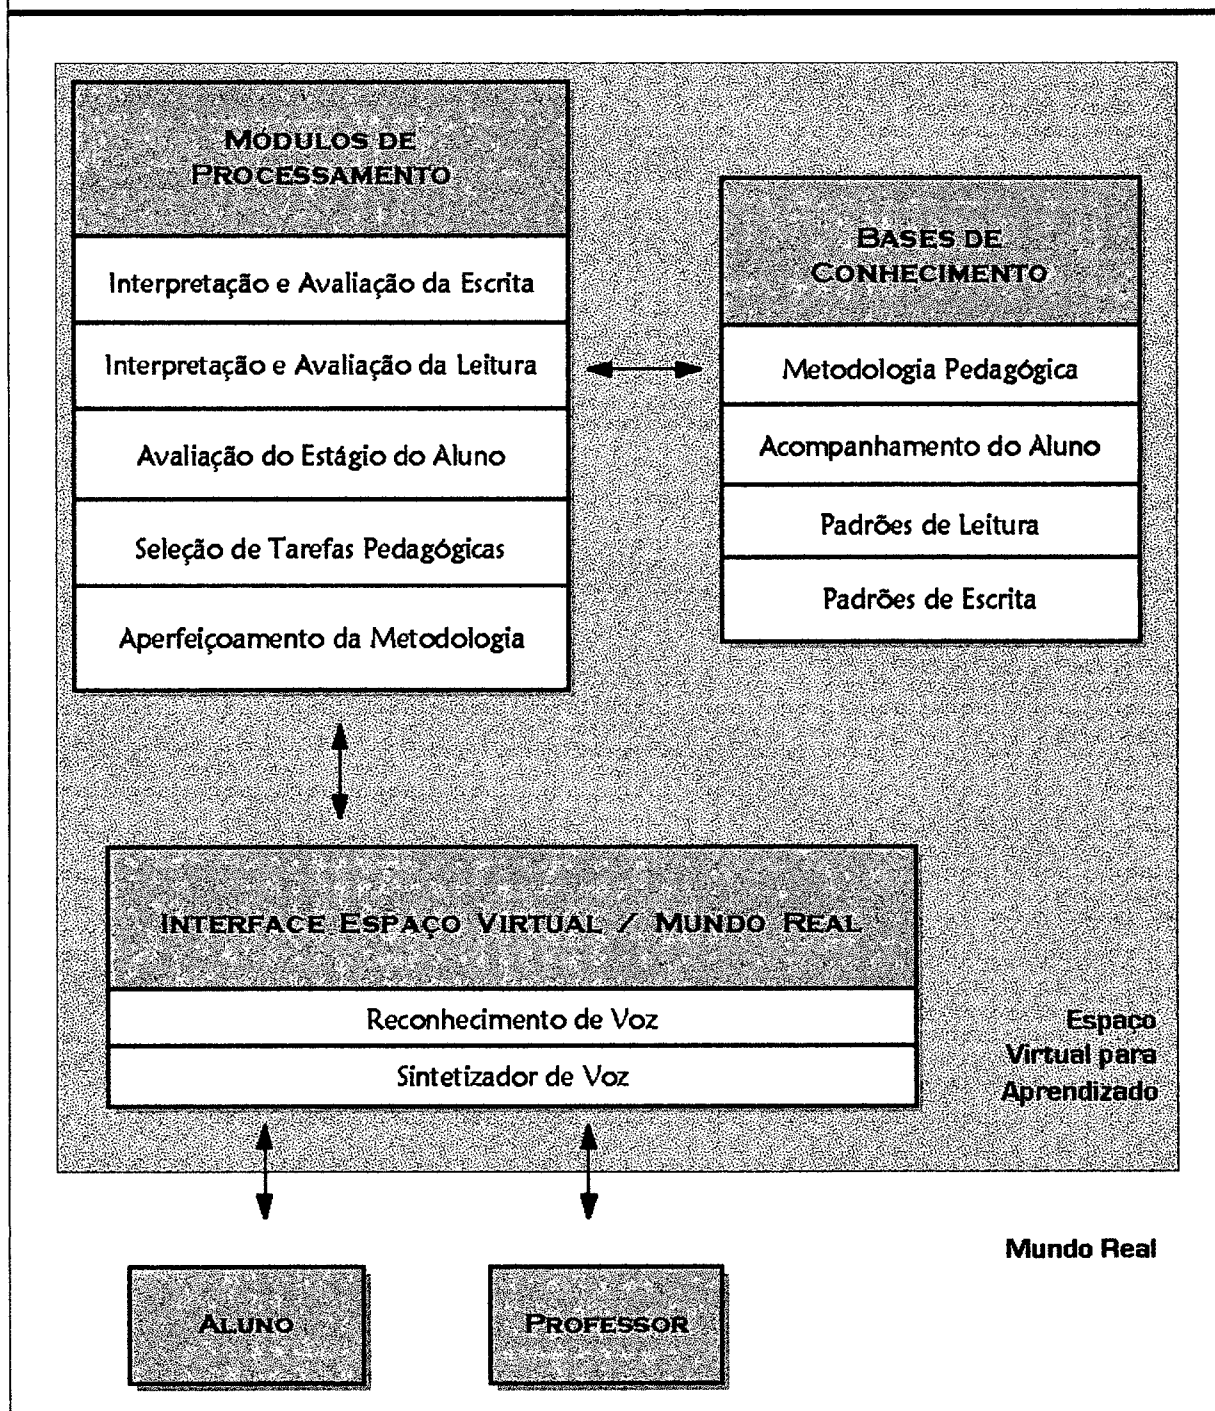 MÓDULOS DE
PROCESSAMENTO
Interpretação e Avaliação da Escrita
Interpretação e Avaliação da Leitura
Avaliação do Estágio do Aluno
Seleção de Tarefas Pedagógicas
Aperfeiçoamento da Metodologia
BASES DE
CONHECIMENTO
Metodologia Pedagógica
Acompanhamento do Aluno
Padrões de Leitura
Padrões de Escrita
INTERFACE ESPAÇO VIRTUAL / MUNDO REAL
Reconhecimento de Voz
Sintetizador de Voz
Espaco
Virtual para
Aprendizado
Mundo Real
ALUNO
PROFESSOR